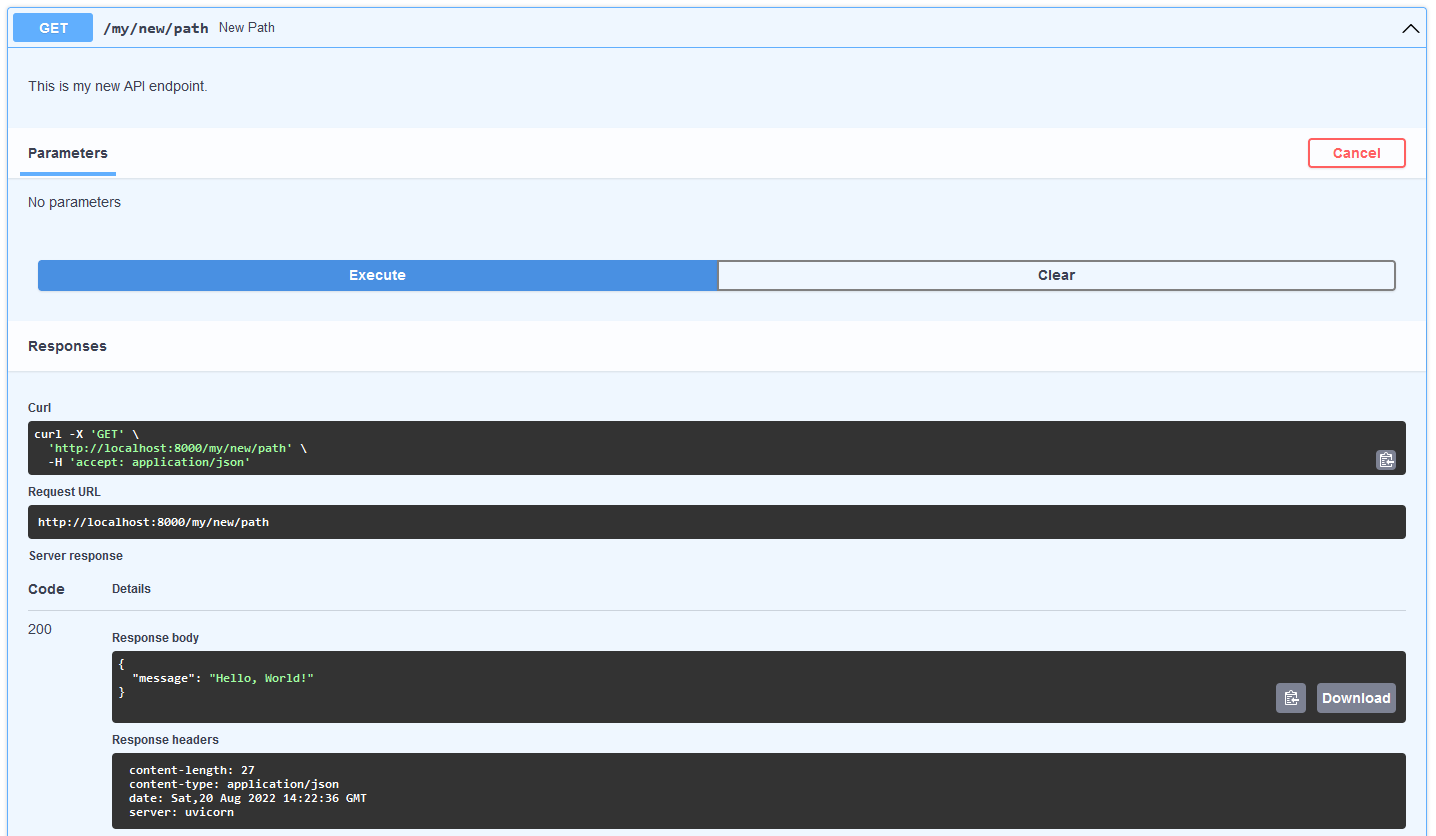 GET /my/new/path New Path
This is my new API endpoint.
Parameters Cancel
No parameters
Execute Clear
Responses
Curl
curl -X 'GET' \
'http://localhost:8000/my/new/path' \
-H 'accept: application/json'
Request URL
http://localhost:8000/my/new/path
Server response
Code Details
200
Response body
{
"message": "Hello, World!"
}
Download
Response headers
content-length: 27
content-type: application/json
date: Sat,20 Aug 2022 14:22:36 GMT
server: uvicorn